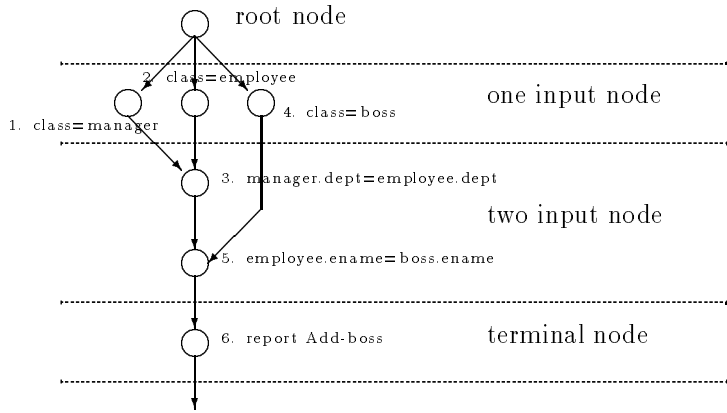 root node
2. class=employee
one input node
4. class=boss
1. class=manager
3. manager.dept=employee.dept
two input node
5. employee.ename=boss.ename
terminal node
6. report Add-boss